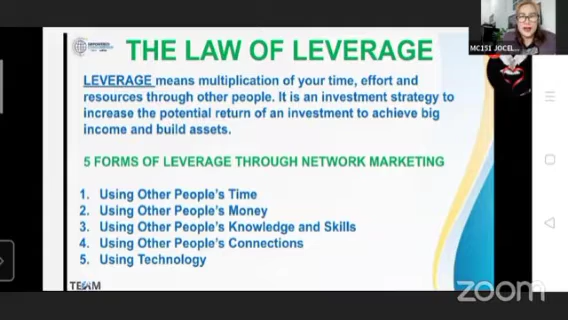 MC151 JOCEL..
THE LAW OF LEVERAGE
LEVERAGE means multiplication of your time, effort and
resources through other people. It is an investment strategy to
increase the potential return of an investment to achieve big
income and build assets.
5 FORMS OF LEVERAGE THROUGH NETWORK MARKETING
1. Using Other People's Time
2. Using Other People's Money
3. Using Other People's Knowledge and Skills
4. Using Other People's Connections
5. Using Technology
TEAM
zoom